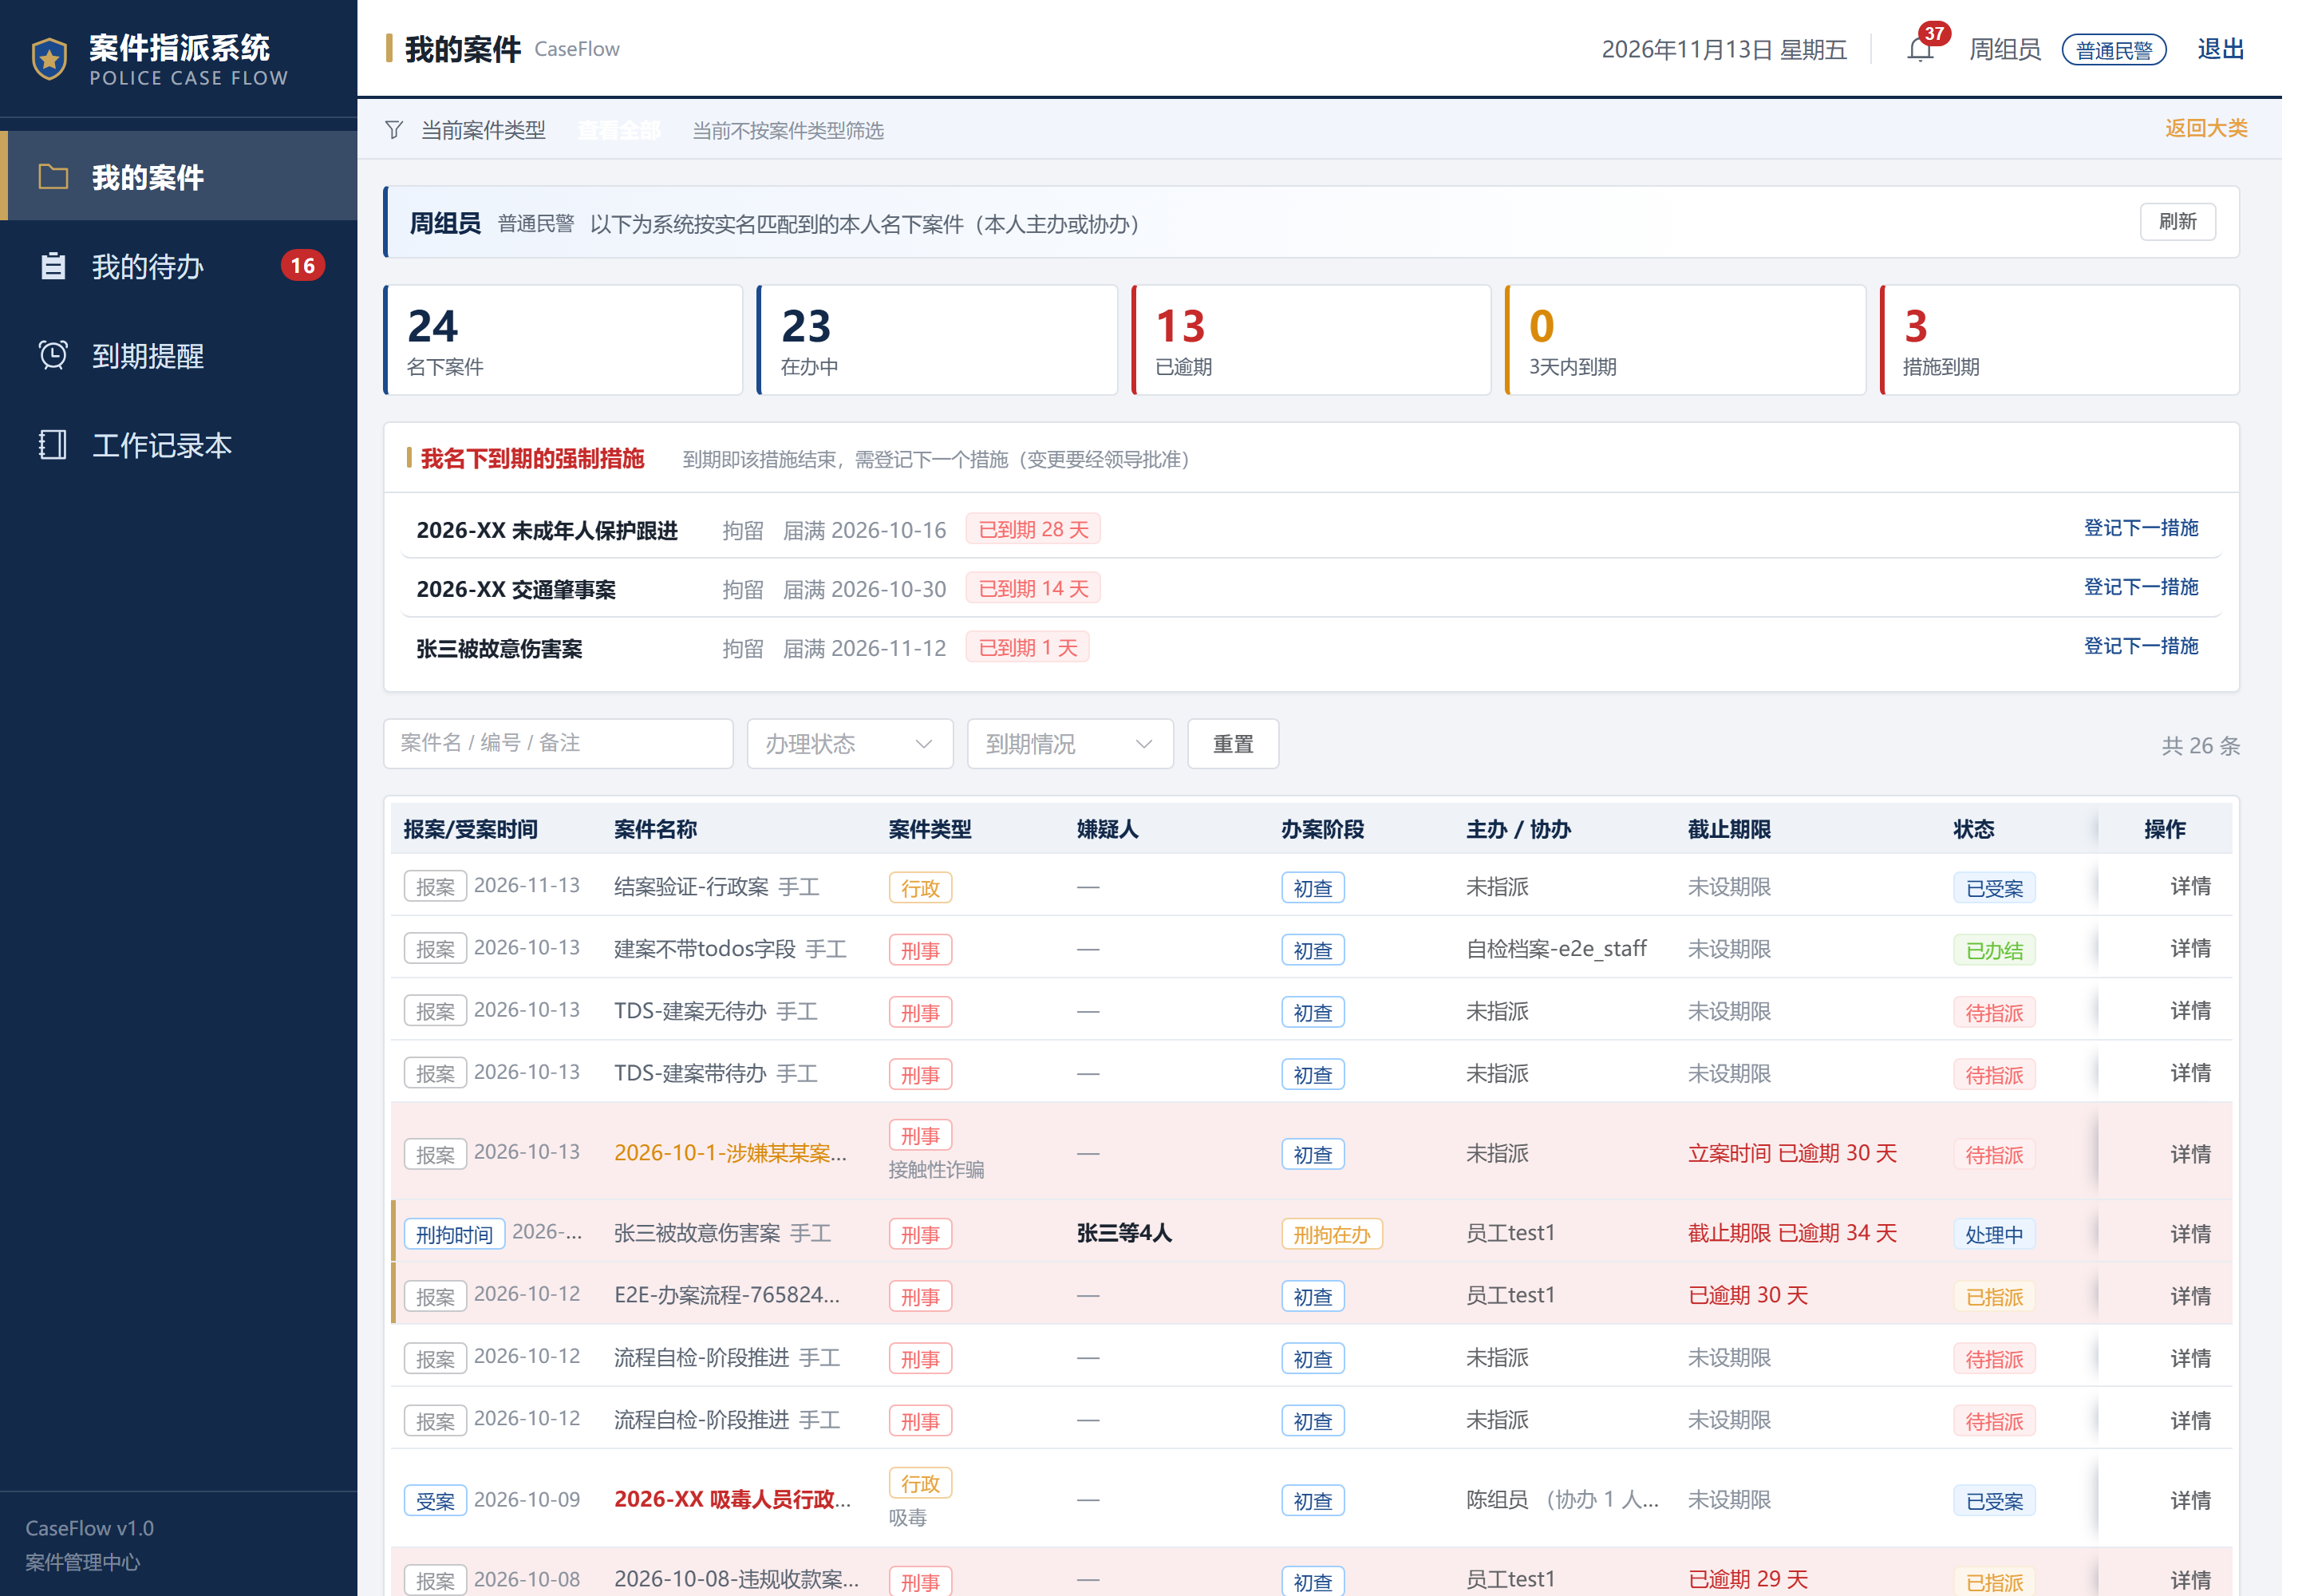 案件指派系统
POLICE CASE FLOW
我的案件
我的待办 16
到期提醒
工作记录本
CaseFlow v1.0
案件管理中心
我的案件 CaseFlow
2026年11月13日 星期五 37 周组员 普通民警 退出
当前案件类型 查看全部 当前不按案件类型筛选 返回大类
周组员 普通民警 以下为系统按实名匹配到的本人名下案件（本人主办或协办） 刷新
24 23 13 0 3
名下案件 在办中 已逾期 3天内到期 措施到期
我名下到期的强制措施 到期即该措施结束，需登记下一个措施（变更要经领导批准）
2026-XX 未成年人保护跟进 拘留 届满 2026-10-16 已到期 28 天 登记下一措施
2026-XX 交通肇事案 拘留 届满 2026-10-30 已到期 14 天 登记下一措施
张三被故意伤害案 拘留 届满 2026-11-12 已到期 1 天 登记下一措施
案件名 / 编号 / 备注 办理状态 到期情况 重置 共 26 条
报案/受案时间 案件名称 案件类型 嫌疑人 办案阶段 主办 / 协办 截止期限 状态 操作
报案 2026-11-13 结案验证-行政案 手工 行政 — 初查 未指派 未设期限 已受案 详情
报案 2026-10-13 建案不带todos字段 手工 刑事 — 初查 自检档案-e2e_staff 未设期限 已办结 详情
报案 2026-10-13 TDS-建案无待办 手工 刑事 — 初查 未指派 未设期限 待指派 详情
报案 2026-10-13 TDS-建案带待办 手工 刑事 — 初查 未指派 未设期限 待指派 详情
报案 2026-10-13 2026-10-1-涉嫌某某案... 刑事 — 初查 未指派 立案时间 已逾期 30 天 待指派 详情
接触性诈骗
刑拘时间 2026-... 张三被故意伤害案 手工 刑事 张三等4人 刑拘在办 员工test1 截止期限 已逾期 34 天 处理中 详情
报案 2026-10-12 E2E-办案流程-765824... 刑事 — 初查 员工test1 已逾期 30 天 已指派 详情
报案 2026-10-12 流程自检-阶段推进 手工 刑事 — 初查 未指派 未设期限 待指派 详情
报案 2026-10-12 流程自检-阶段推进 手工 刑事 — 初查 未指派 未设期限 待指派 详情
受案 2026-10-09 2026-XX 吸毒人员行政... 行政 — 初查 陈组员 （协办 1 人... 未设期限 已受案 详情
吸毒
报案 2026-10-08 2026-10-08-违规收款案... 刑事 — 初查 员工test1 已逾期 29 天 已指派 详情